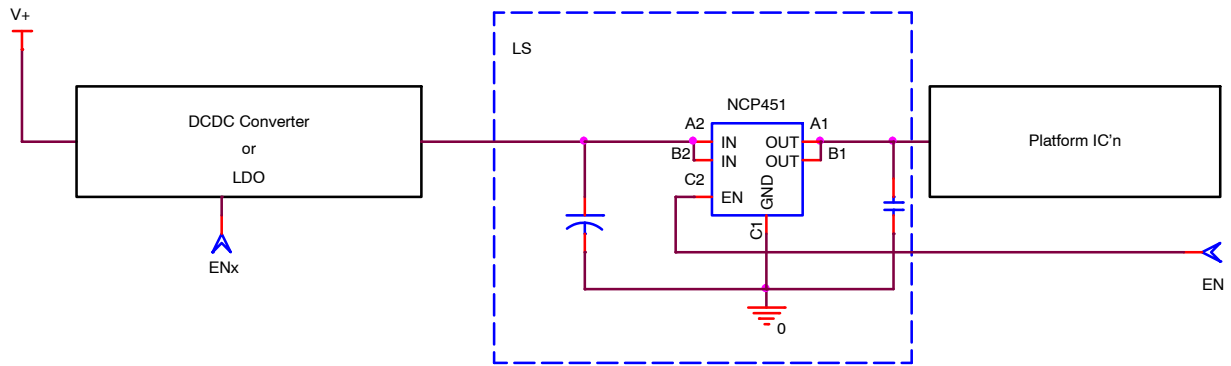 V+
LS
NCP451
DCDC Converter
or
LDO
A2
A1
IN
OUT
B2
B1
IN
OUT
Platform IC'n
C2
EN
GND
C1
ENx
EN
0